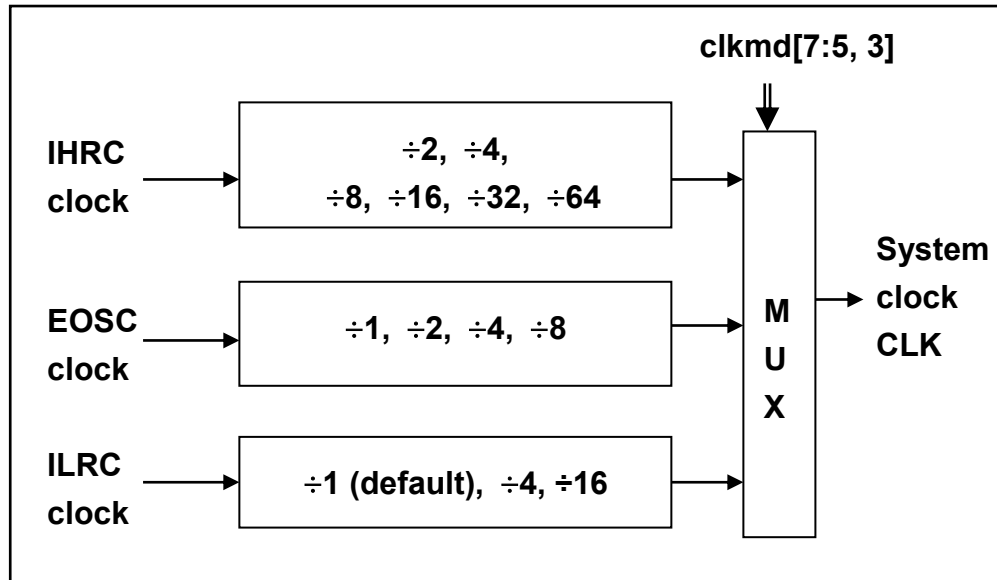 clkmd[7:5, 3]
IHRC
clock
÷2, ÷4,
÷8, ÷16, ÷32, ÷64
EOSC
clock
÷1, ÷2, ÷4, ÷8
ILRC
clock
÷1 (default), ÷4, ÷16
M
U
X
System
clock
CLK